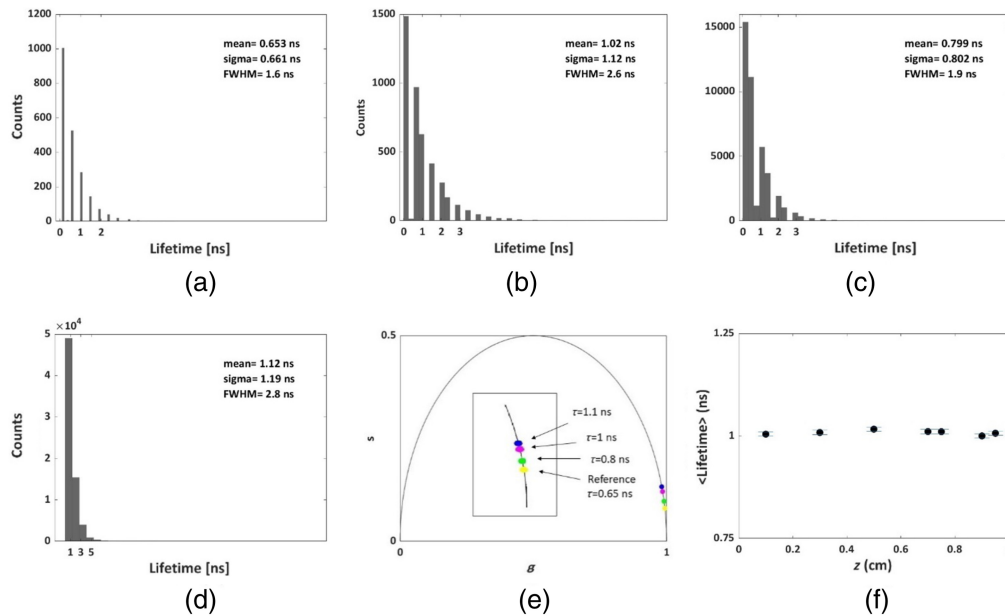 1200
1000
800
600
400
200
0
Counts
mean= 0.653 ns
sigma= 0.661 ns
FWHM= 1.6 ns
0 1 2
Lifetime [ns]
(a)
1500
1000
500
0
Counts
mean= 1.02 ns
sigma= 1.12 ns
FWHM= 2.6 ns
0 1 2 3
Lifetime [ns]
(b)
15000
10000
5000
0
Counts
mean= 0.799 ns
sigma= 0.802 ns
FWHM= 1.9 ns
0 1 2 3
Lifetime [ns]
(c)
× 10⁴
5
4
3
2
1
0
Counts
mean= 1.12 ns
sigma= 1.19 ns
FWHM= 2.8 ns
1 3 5
Lifetime [ns]
(d)
0.5
s
τ=1.1 ns
τ=1 ns
τ=0.8 ns
Reference
τ=0.65 ns
0
0 1
g
(e)
1.25
1
0.75
<Lifetime> (ns)
0 0.2 0.4 0.6 0.8 1
z (cm)
(f)